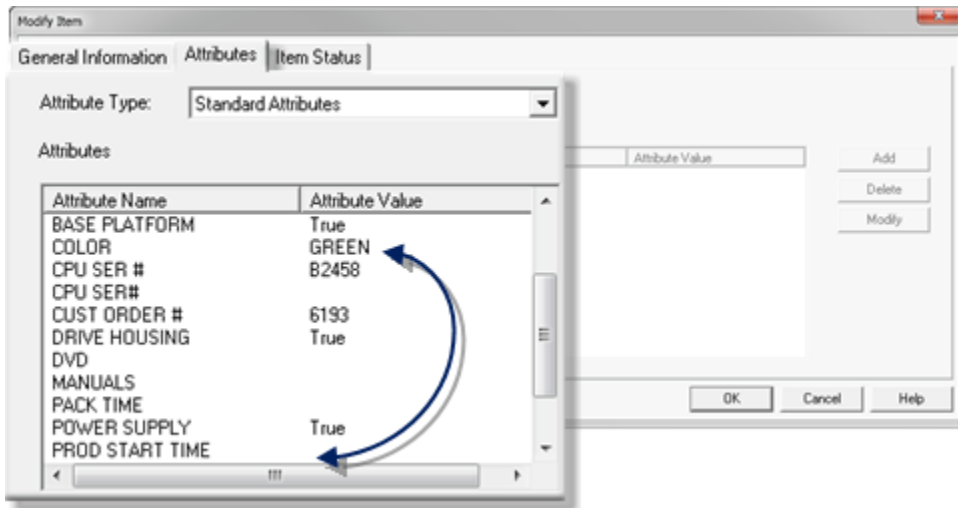 Modify Item
General Information Attributes Item Status
Attribute Type: Standard Attributes
Attributes
Attribute Name Attribute Value
BASE PLATFORM True
COLOR GREEN
CPU SER # B2458
CPU SER#
CUST ORDER # 6193
DRIVE HOUSING True
DVD
MANUALS
PACK TIME
POWER SUPPLY True
PROD START TIME
Attribute Value
Add
Delete
Modify
OK Cancel Help